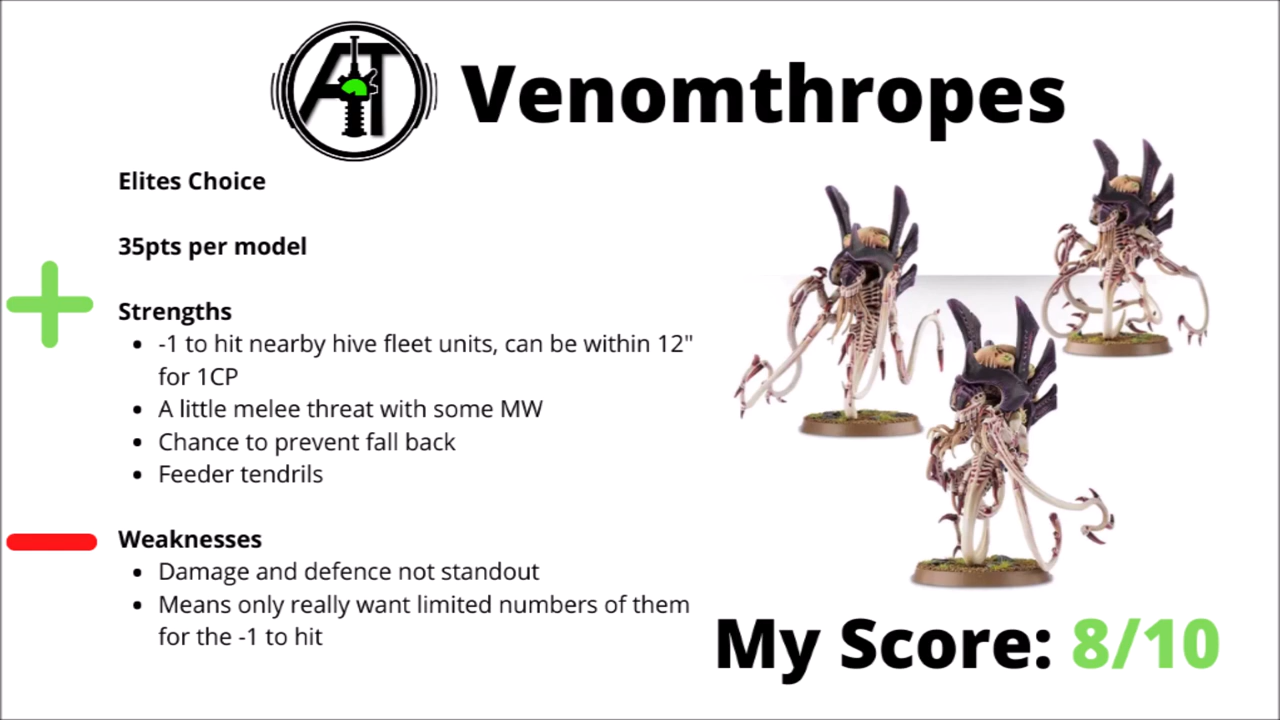 AT
Venomthropes
Elites Choice
35pts per model
Strengths
• -1 to hit nearby hive fleet units, can be within 12"
for 1CP
• A little melee threat with some MW
• Chance to prevent fall back
• Feeder tendrils
Weaknesses
• Damage and defence not standout
• Means only really want limited numbers of them
for the -1 to hit
My Score: 8/10